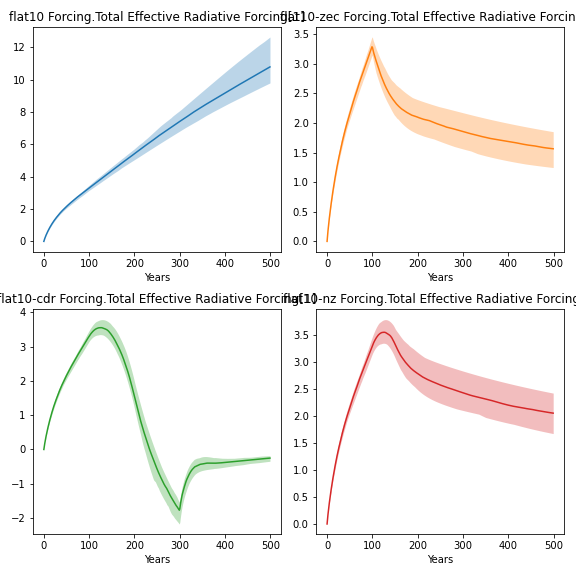 flat10 Forcing.Total Effective Radiative Forcing[1]
flat10-zec Forcing.Total Effective Radiative Forcin
12
10
8
6
4
2
0
0 100 200 300 400 500
Years
3.5
3.0
2.5
2.0
1.5
1.0
0.5
0.0
0 100 200 300 400 500
Years
flat10-cdr Forcing.Total Effective Radiative Forcing[1]
flat10-nz Forcing.Total Effective Radiative Forcing
4
3
2
1
0
−1
−2
0 100 200 300 400 500
Years
3.5
3.0
2.5
2.0
1.5
1.0
0.5
0.0
0 100 200 300 400 500
Years